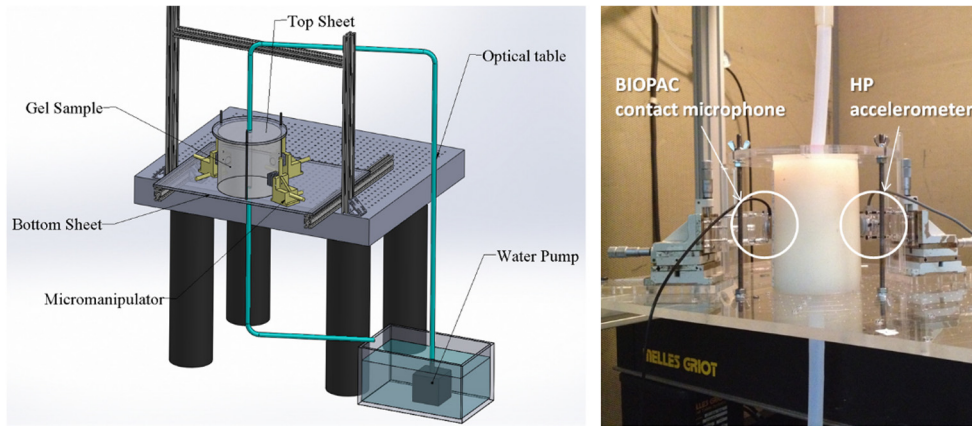 Top Sheet
Optical table
Gel Sample
Bottom Sheet
Water Pump
Micromanipulator
BIOPAC
contact microphone
HP
accelerometer
MELLES GRIOT